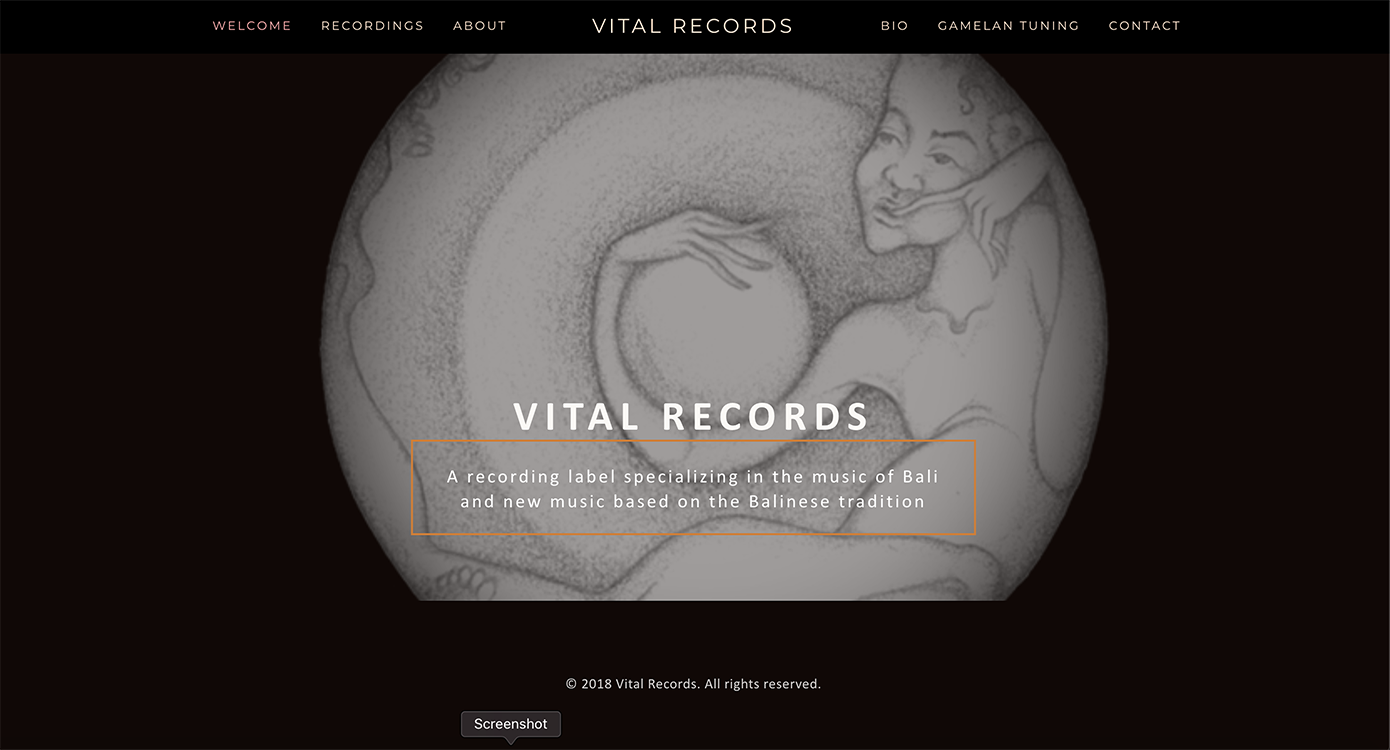 WELCOME RECORDINGS ABOUT VITAL RECORDS BIO GAMELAN TUNING CONTACT
VITAL RECORDS
A recording label specializing in the music of Bali
and new music based on the Balinese tradition
© 2018 Vital Records. All rights reserved.
Screenshot